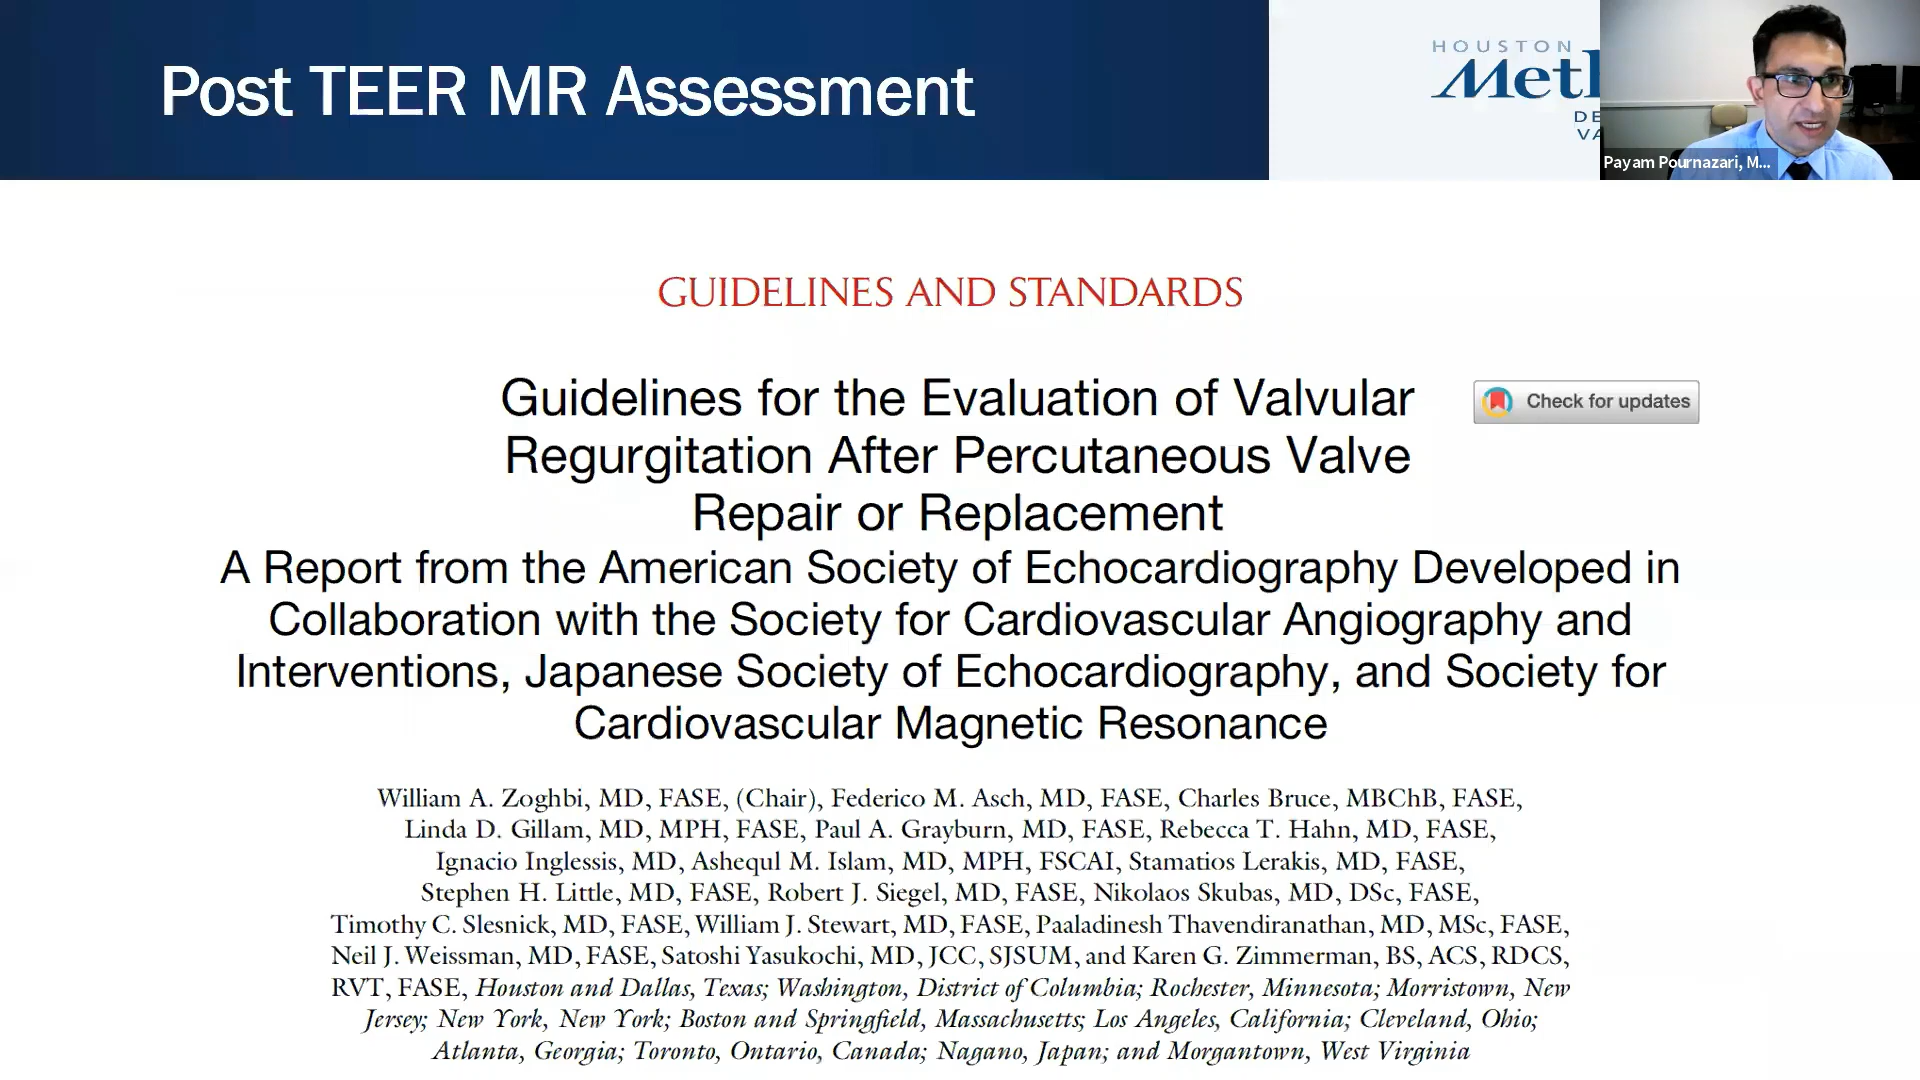 Post TEER MR Assessment
HOUSTON
DE
Payam Pournazari, M...
GUIDELINES AND STANDARDS
Guidelines for the Evaluation of Valvular
Check for updates
Regurgitation After Percutaneous Valve
Repair or Replacement
A Report from the American Society of Echocardiography Developed in
Collaboration with the Society for Cardiovascular Angiography and
Interventions, Japanese Society of Echocardiography, and Society for
Cardiovascular Magnetic Resonance
William A. Zoghbi, MD, FASE, (Chair), Federico M. Asch, MD, FASE, Charles Bruce, MBChB, FASE,
Linda D. Gillam, MD, MPH, FASE, Paul A. Grayburn, MD, FASE, Rebecca T. Hahn, MD, FASE,
Ignacio Inglessis, MD, Ashequl M. Islam, MD, MPH, FSCAI, Stamatios Lerakis, MD, FASE,
Stephen H. Little, MD, FASE, Robert J. Siegel, MD, FASE, Nikolaos Skubas, MD, DSc, FASE,
Timothy C. Slesnick, MD, FASE, William J. Stewart, MD, FASE, Paaladinesh Thavendiranathan, MD, MSc, FASE,
Neil J. Weissman, MD, FASE, Satoshi Yasukochi, MD, JCC, SJSUM, and Karen G. Zimmerman, BS, ACS, RDCS,
RVT, FASE, Houston and Dallas, Texas; Washington, District of Columbia; Rochester, Minnesota; Morristown, New
Jersey; New York, New York; Boston and Springfield, Massachusetts; Los Angeles, California; Cleveland, Ohio;
Atlanta, Georgia; Toronto, Ontario, Canada; Nagano, Japan; and Morgantown, West Virginia